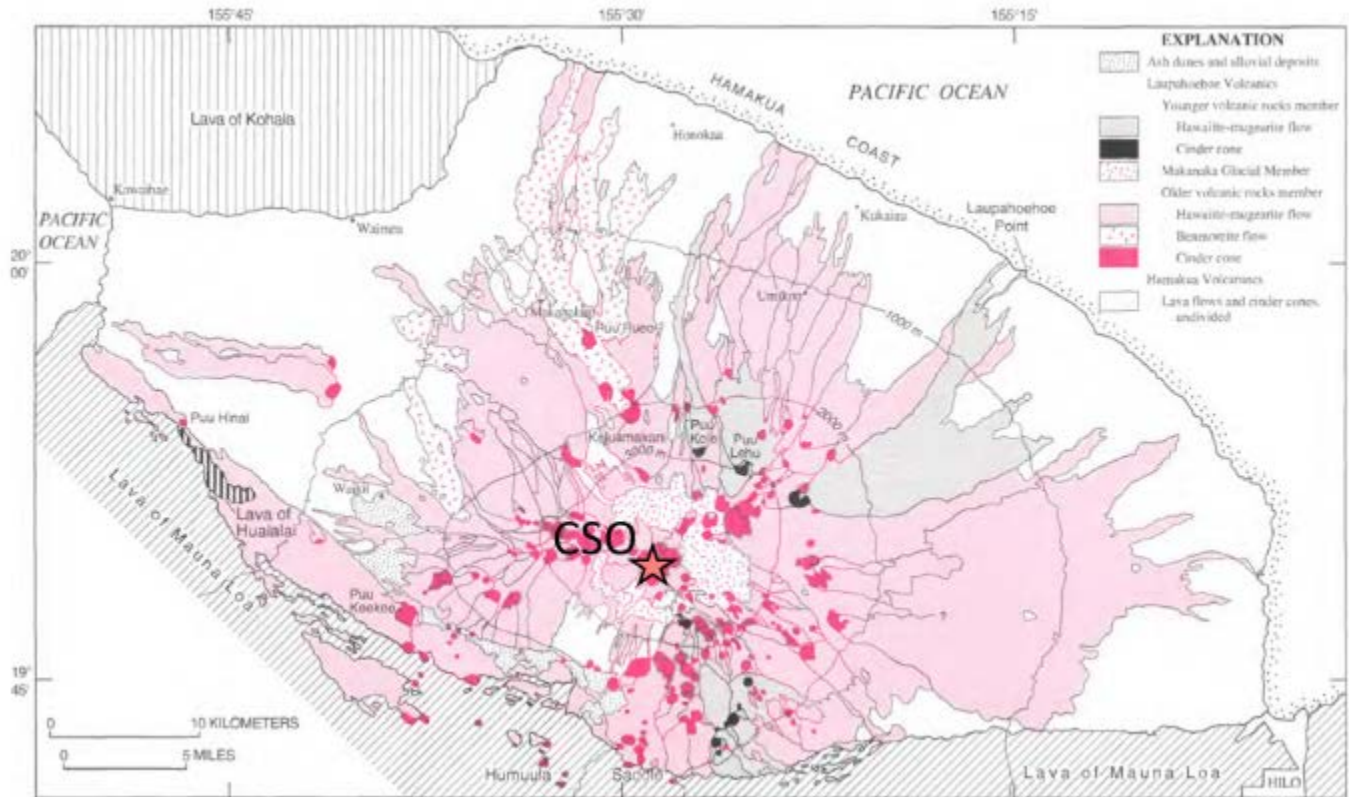 155°45'
155°30'
155°15'
EXPLANATION
Ash dunes and alluvial deposits
Laupahoehoe Volcanics
Younger volcanic rocks member
Hawaiite-mugearite flow
Cinder cone
Makanaka Glacial Member
Older volcanic rocks member
Hawaiite-mugearite flow
Benmoreite flow
Cinder cone
Hamakua Volcanics
Lava flows and cinder cones,
undivided
PACIFIC OCEAN
HAMAKUA
COAST
Honokaa
Lava of Kohala
Kawaihae
Waimea
PACIFIC
OCEAN
Kukaiau
Laupahoehoe
Point
20°
00'
Umikoa
1000 m
Puu Hinai
2000 m
Puu
Kole
Puu
Lehu
3000 m
Lava of
Hualalai
Lava of Mauna Loa
CSO
Puu
Keekee
?
19°
45'
0
10 KILOMETERS
0
5 MILES
Humuula
Saddle
Lava of Mauna Loa
HILO